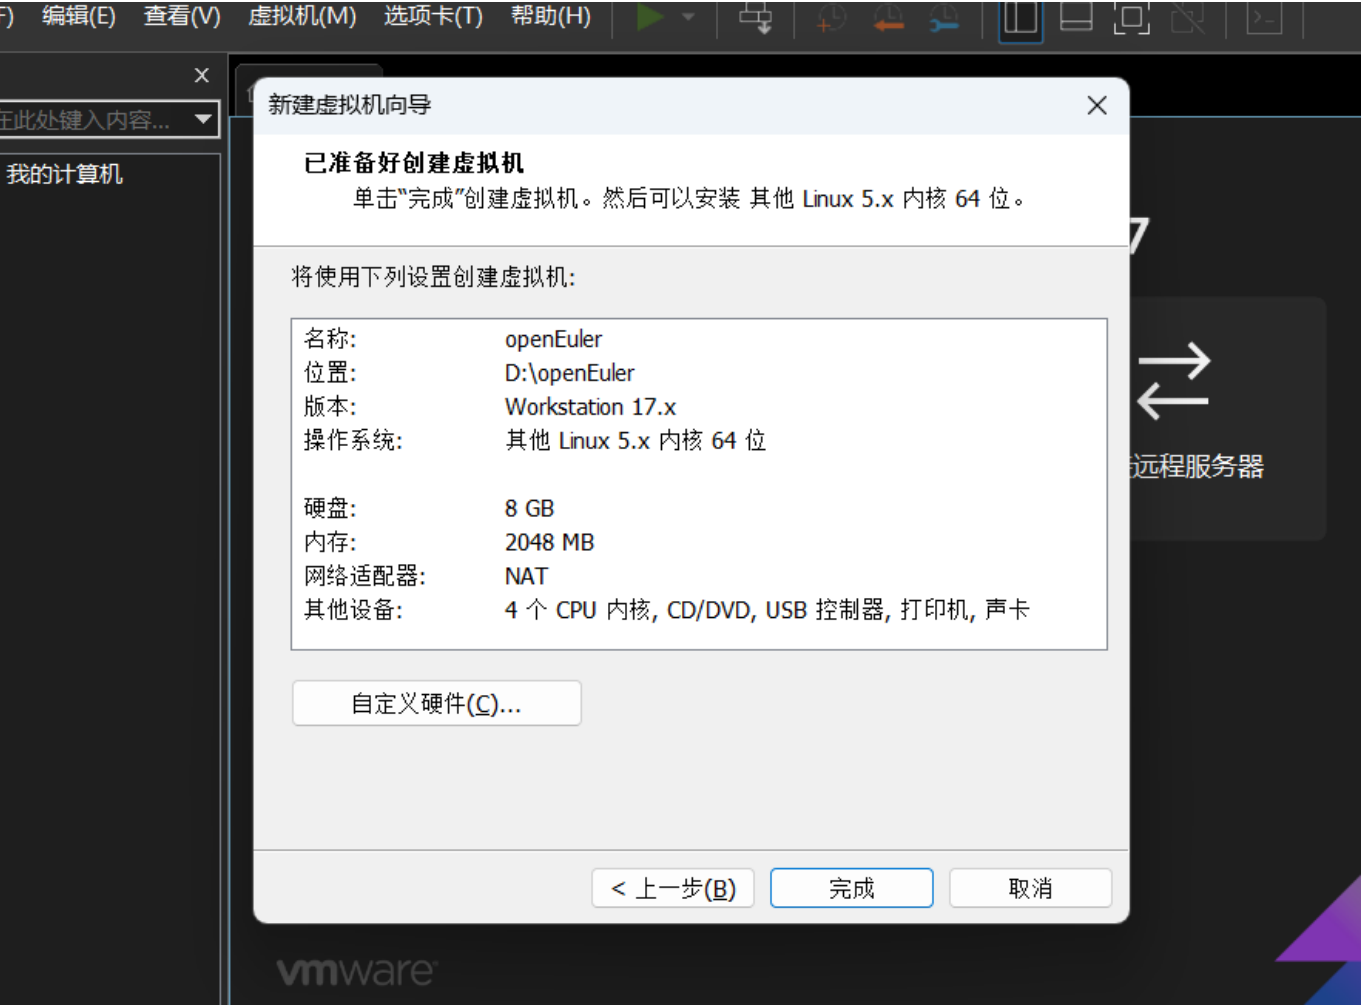 编辑(E) 查看(V) 虚拟机(M) 选项卡(T) 帮助(H)
在此处键入内容...
我的计算机
新建虚拟机向导
已准备好创建虚拟机
单击“完成”创建虚拟机。然后可以安装 其他 Linux 5.x 内核 64 位。
7
将使用下列设置创建虚拟机:
名称: openEuler
位置: D:\openEuler
版本: Workstation 17.x
操作系统: 其他 Linux 5.x 内核 64 位
远程服务器
硬盘: 8 GB
内存: 2048 MB
网络适配器: NAT
其他设备: 4 个 CPU 内核, CD/DVD, USB 控制器, 打印机, 声卡
自定义硬件(C)...
< 上一步(B) 完成 取消
vmware